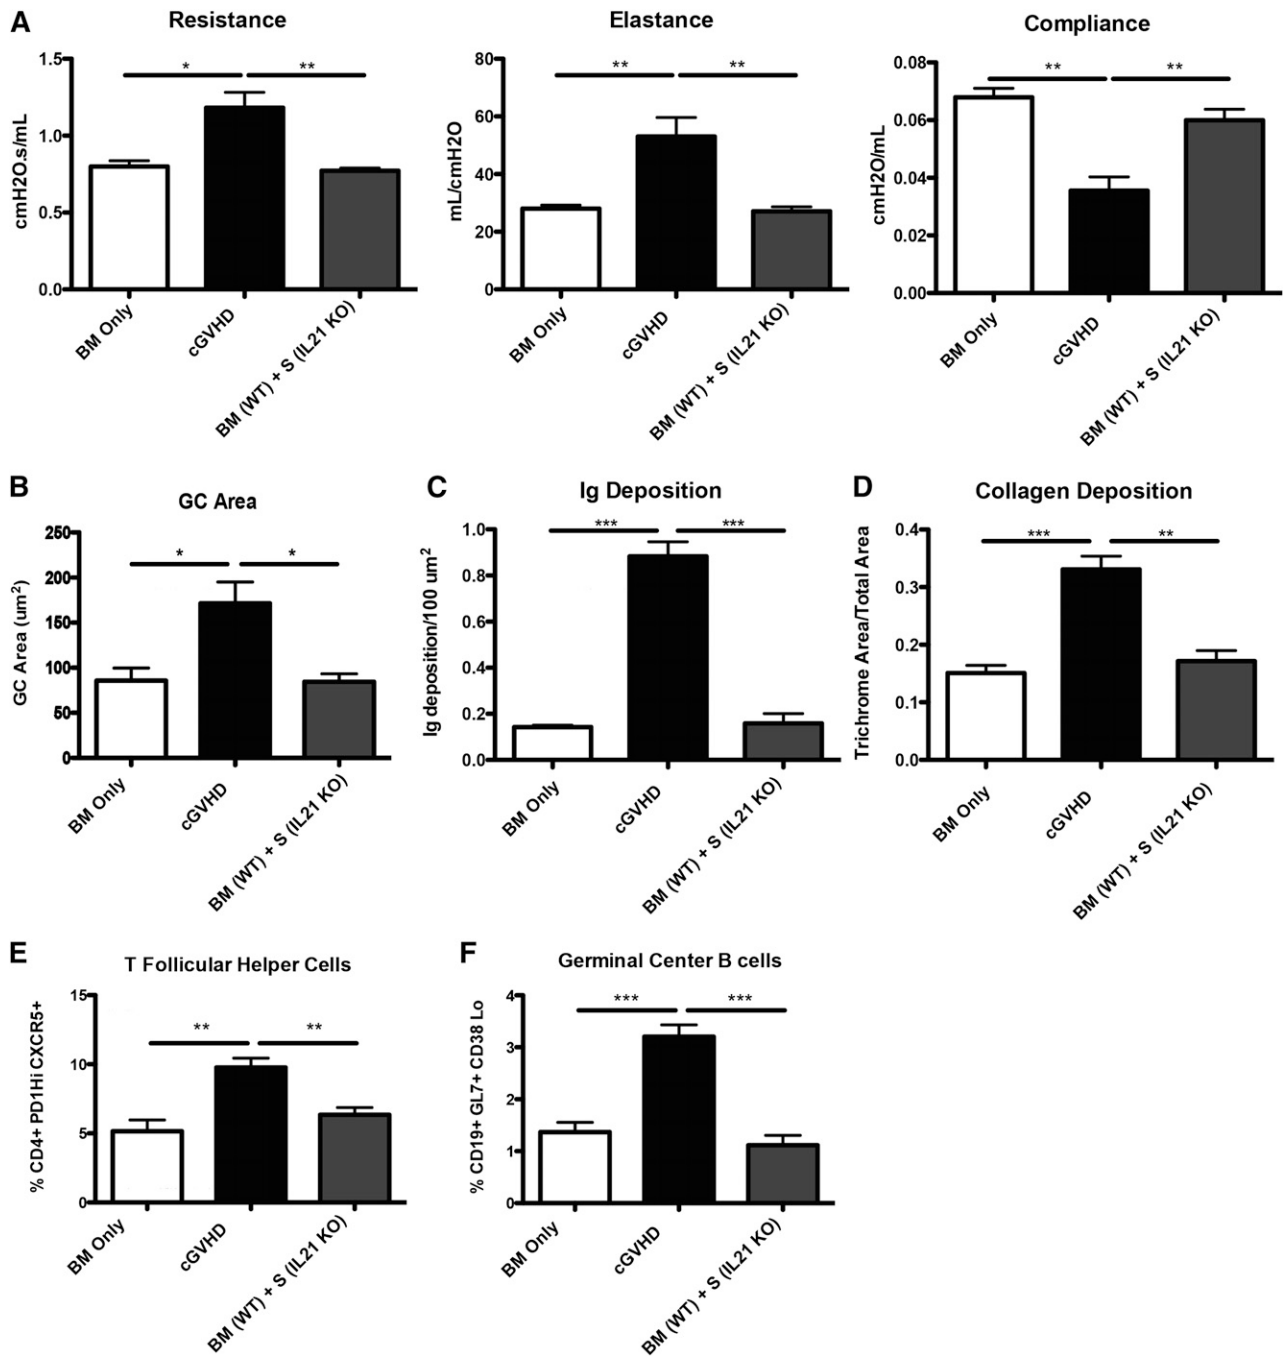 A
Resistance
cmH2O.s/mL
1.5
1.0
0.5
0.0
*
**
BM Only
cGVHD
BM (WT) + S (IL21 KO)
Elastance
mL/cmH2O
80
60
40
20
0
**
**
BM Only
cGVHD
BM (WT) + S (IL21 KO)
Compliance
cmH2O/mL
0.08
0.06
0.04
0.02
0.00
**
**
BM Only
cGVHD
BM (WT) + S (IL21 KO)
B
GC Area
GC Area (um²)
250
200
150
100
50
0
*
*
BM Only
cGVHD
BM (WT) + S (IL21 KO)
C
Ig Deposition
Ig deposition/100 um²
1.0
0.8
0.6
0.4
0.2
0.0
***
***
BM Only
cGVHD
BM (WT) + S (IL21 KO)
D
Collagen Deposition
Trichrome Area/Total Area
0.4
0.3
0.2
0.1
0.0
***
**
BM Only
cGVHD
BM (WT) + S (IL21 KO)
E
T Follicular Helper Cells
% CD4+ PD1Hi CXCR5+
15
10
5
0
**
**
BM Only
cGVHD
BM (WT) + S (IL21 KO)
F
Germinal Center B cells
% CD19+ GL7+ CD38 Lo
4
3
2
1
0
***
***
BM Only
cGVHD
BM (WT) + S (IL21 KO)